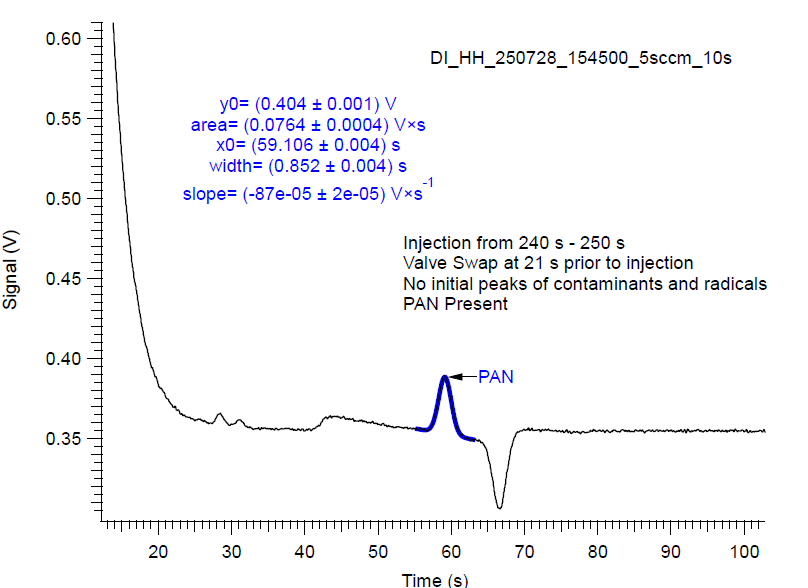 DI_HH_250728_154500_5sccm_10s
y0= (0.404 ± 0.001) V
area= (0.0764 ± 0.0004) V×s
x0= (59.106 ± 0.004) s
width= (0.852 ± 0.004) s
slope= (-87e-05 ± 2e-05) V×s⁻¹
Injection from 240 s - 250 s
Valve Swap at 21 s prior to injection
No initial peaks of contaminants and radicals
PAN Present
PAN
Signal (V)
0.60
0.55
0.50
0.45
0.40
0.35
20 30 40 50 60 70 80 90 100
Time (s)